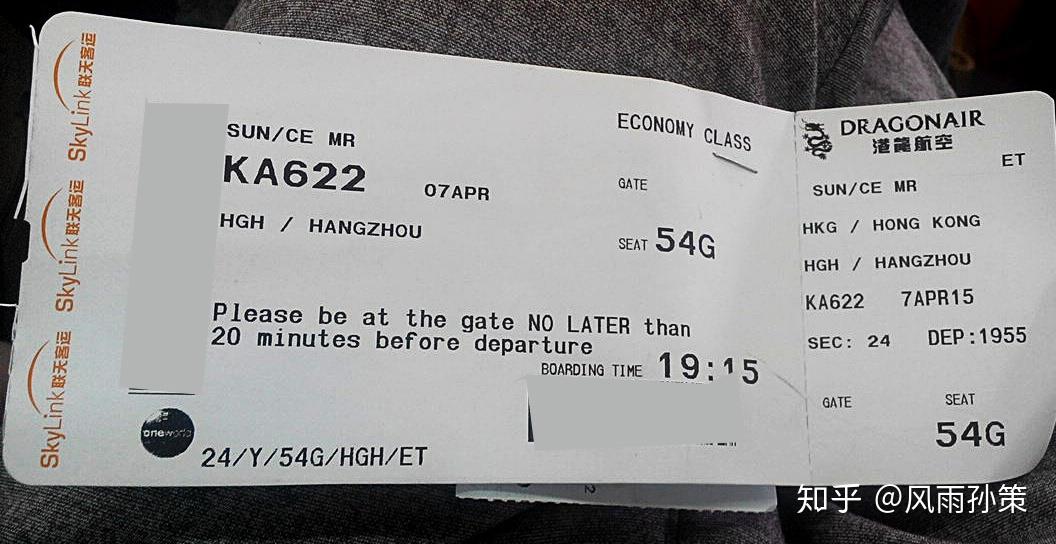 SkyLink联天客运
SkyLink联天客运
SkyLink联天客运
SUN/CE MR
ECONOMY CLASS
KA622 07APR
GATE
HGH / HANGZHOU
SEAT 54G
Please be at the gate NO LATER than
20 minutes before departure
BOARDING TIME 19:15
oneworld
24/Y/54G/HGH/ET
DRAGONAIR
港龍航空
ET
SUN/CE MR
HKG / HONG KONG
HGH / HANGZHOU
KA622 7APR15
SEC: 24 DEP:1955
GATE SEAT
54G
知乎 @风雨孙策